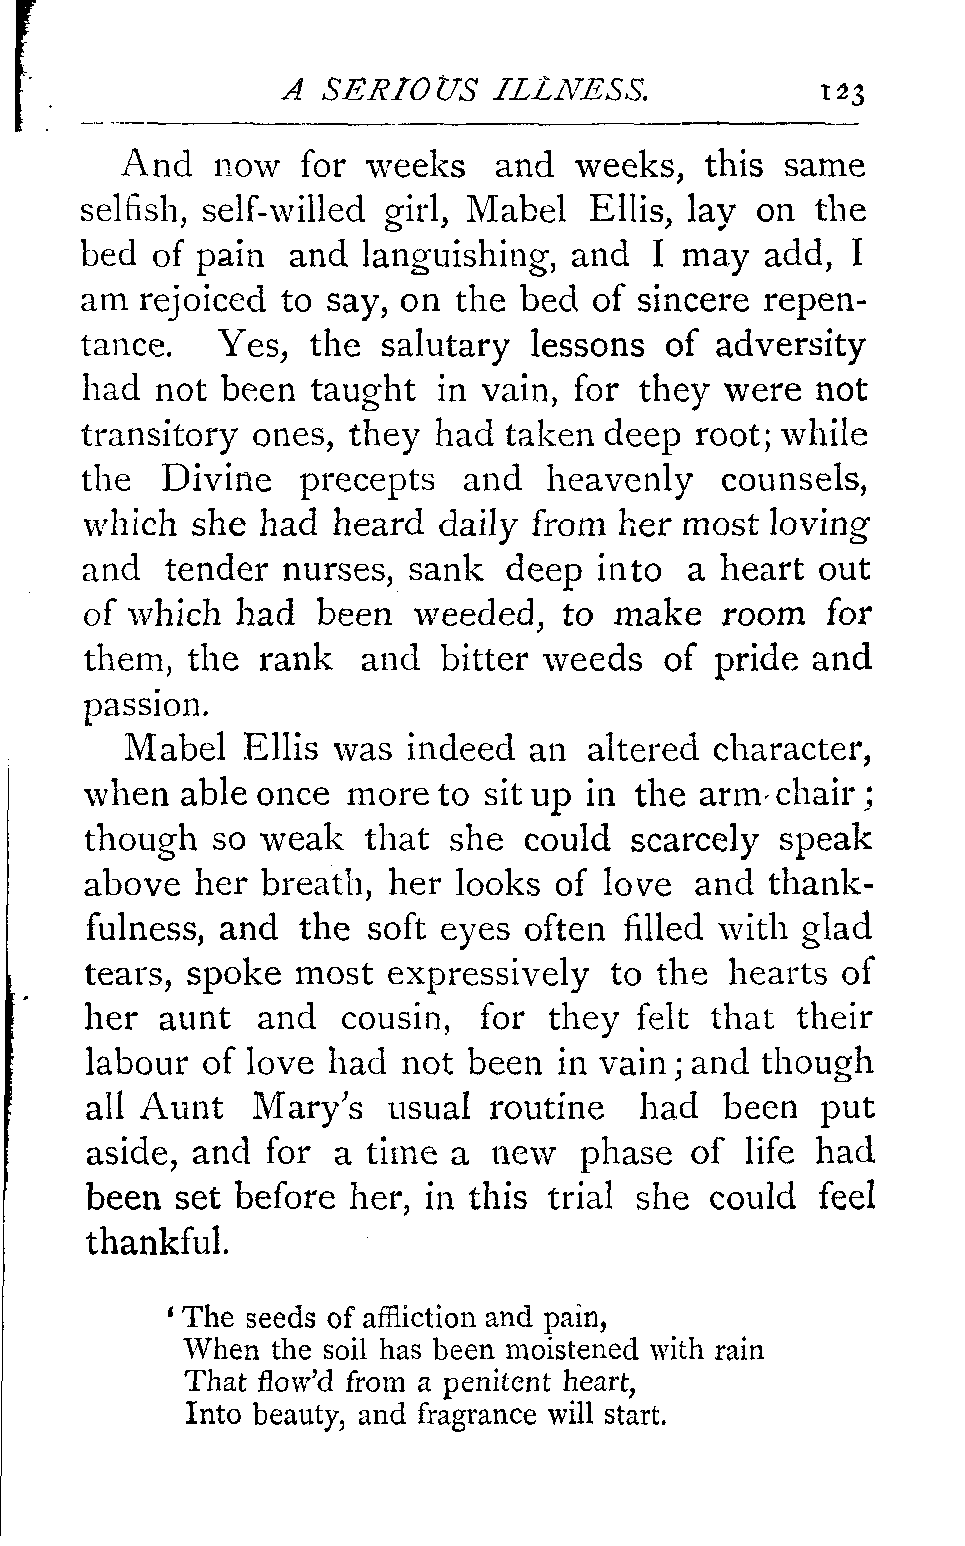 A SERIOUS ILLNESS. 123
And now for weeks and weeks, this same
selfish, self-willed girl, Mabel Ellis, lay on the
bed of pain and languishing, and I may add, I
am rejoiced to say, on the bed of sincere repen-
tance. Yes, the salutary lessons of adversity
had not been taught in vain, for they were not
transitory ones, they had taken deep root; while
the Divine precepts and heavenly counsels,
which she had heard daily from her most loving
and tender nurses, sank deep into a heart out
of which had been weeded, to make room for
them, the rank and bitter weeds of pride and
passion.
Mabel Ellis was indeed an altered character,
when able once more to sit up in the arm-chair;
though so weak that she could scarcely speak
above her breath, her looks of love and thank-
fulness, and the soft eyes often filled with glad
tears, spoke most expressively to the hearts of
her aunt and cousin, for they felt that their
labour of love had not been in vain; and though
all Aunt Mary's usual routine had been put
aside, and for a time a new phase of life had
been set before her, in this trial she could feel
thankful.
‘The seeds of affliction and pain,
When the soil has been moistened with rain
That flow'd from a penitent heart,
Into beauty, and fragrance will start.